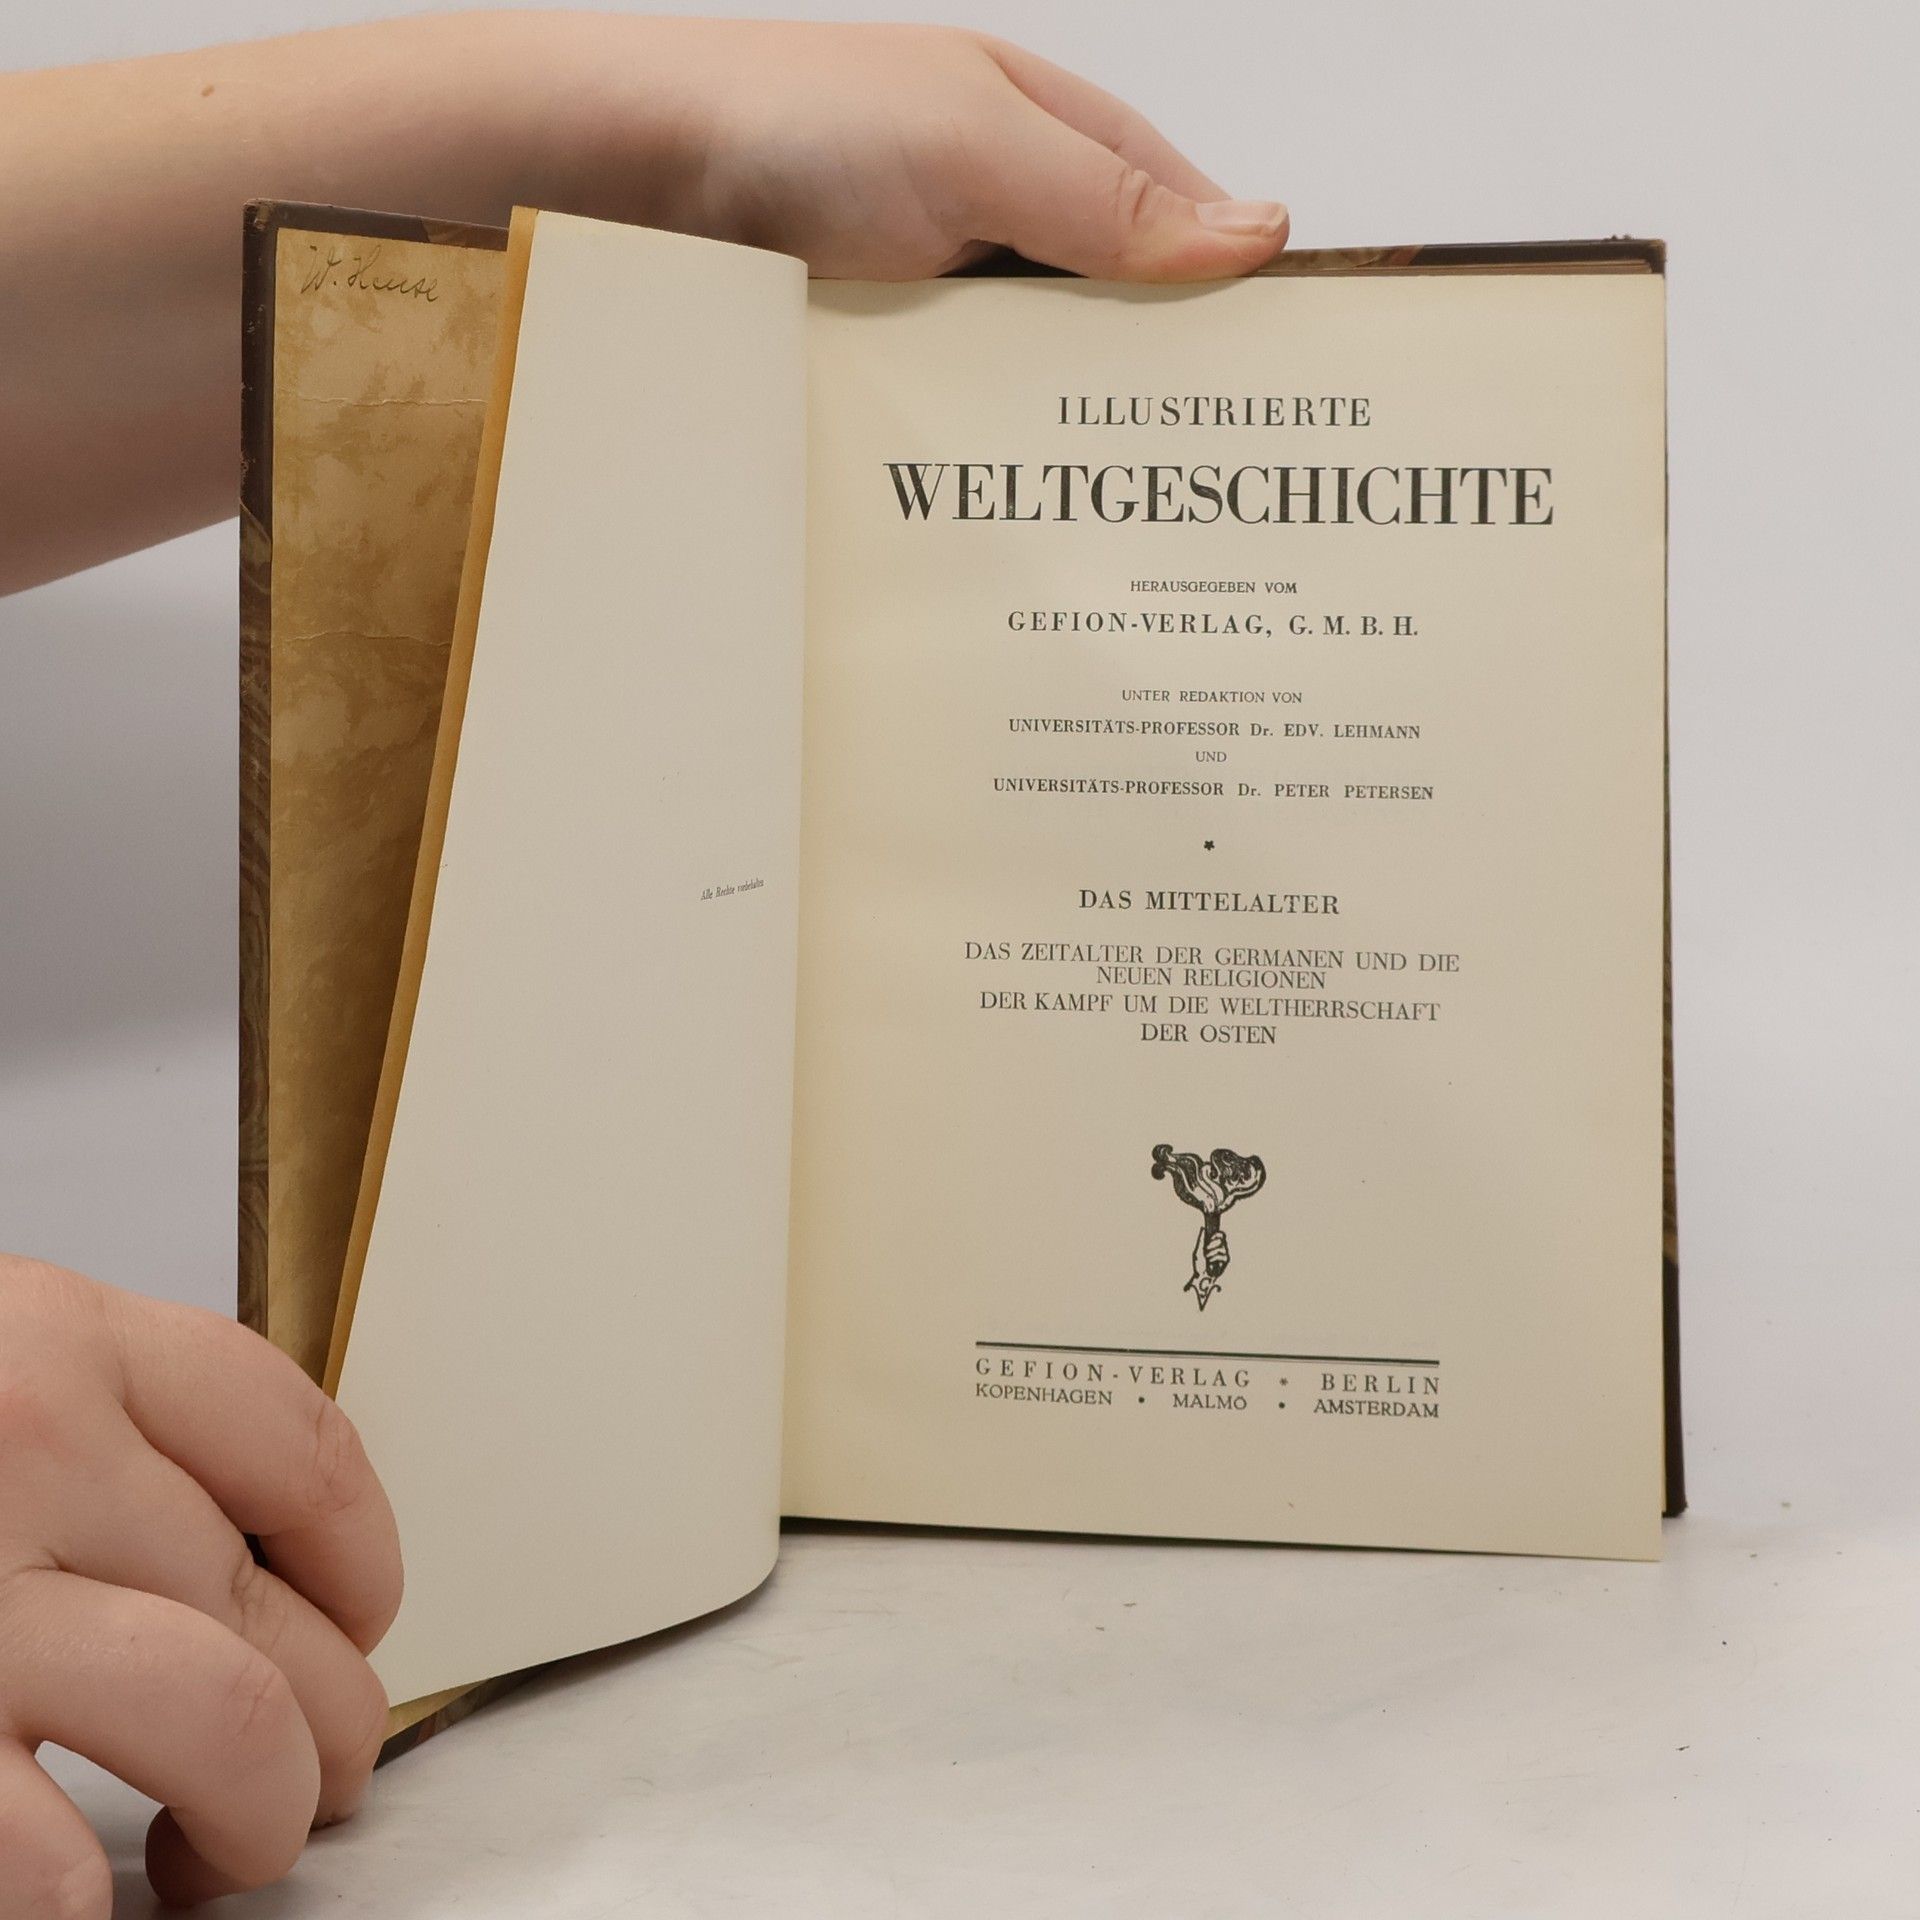 W. Hense
Alle Rechte vorbehalten
ILLUSTRIERTE
WELTGESCHICHTE
HERAUSGEGEBEN VOM
GEFION-VERLAG, G. M. B. H.
UNTER REDAKTION VON
UNIVERSITÄTS-PROFESSOR Dr. EDV. LEHMANN
UND
UNIVERSITÄTS-PROFESSOR Dr. PETER PETERSEN
*
DAS MITTELALTER
DAS ZEITALTER DER GERMANEN UND DIE
NEUEN RELIGIONEN
DER KAMPF UM DIE WELTHERRSCHAFT
DER OSTEN
G
GEFION-VERLAG * BERLIN
KOPENHAGEN • MALMÖ • AMSTERDAM